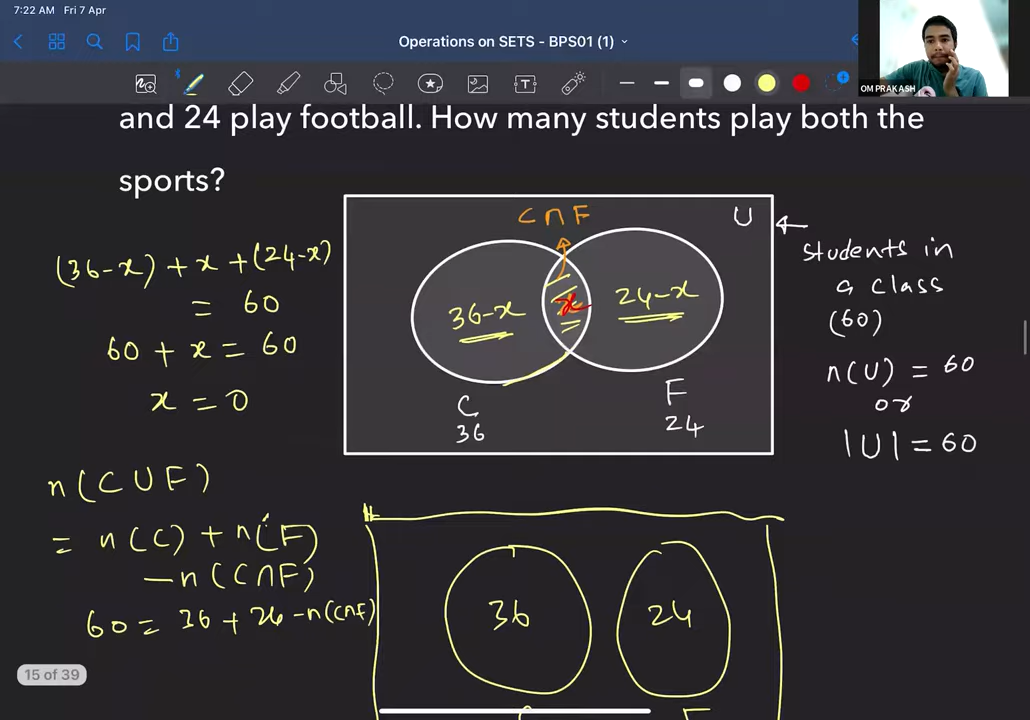 7:22 AM Fri 7 Apr
Operations on SETS - BPS01 (1)
OM PRAKASH
and 24 play football. How many students play both the
sports?
C ∩ F
U
Students in
a class
(60)
n(U) = 60
or
|U| = 60
(36-x) + x + (24-x)
= 60
60 + x = 60
x = 0
36-x
x
24-x
C
36
F
24
n(C U F)
= n(C) + n(F)
- n(C∩F)
60 = 36 + 24 - n(C∩F)
36
24
F
15 of 39